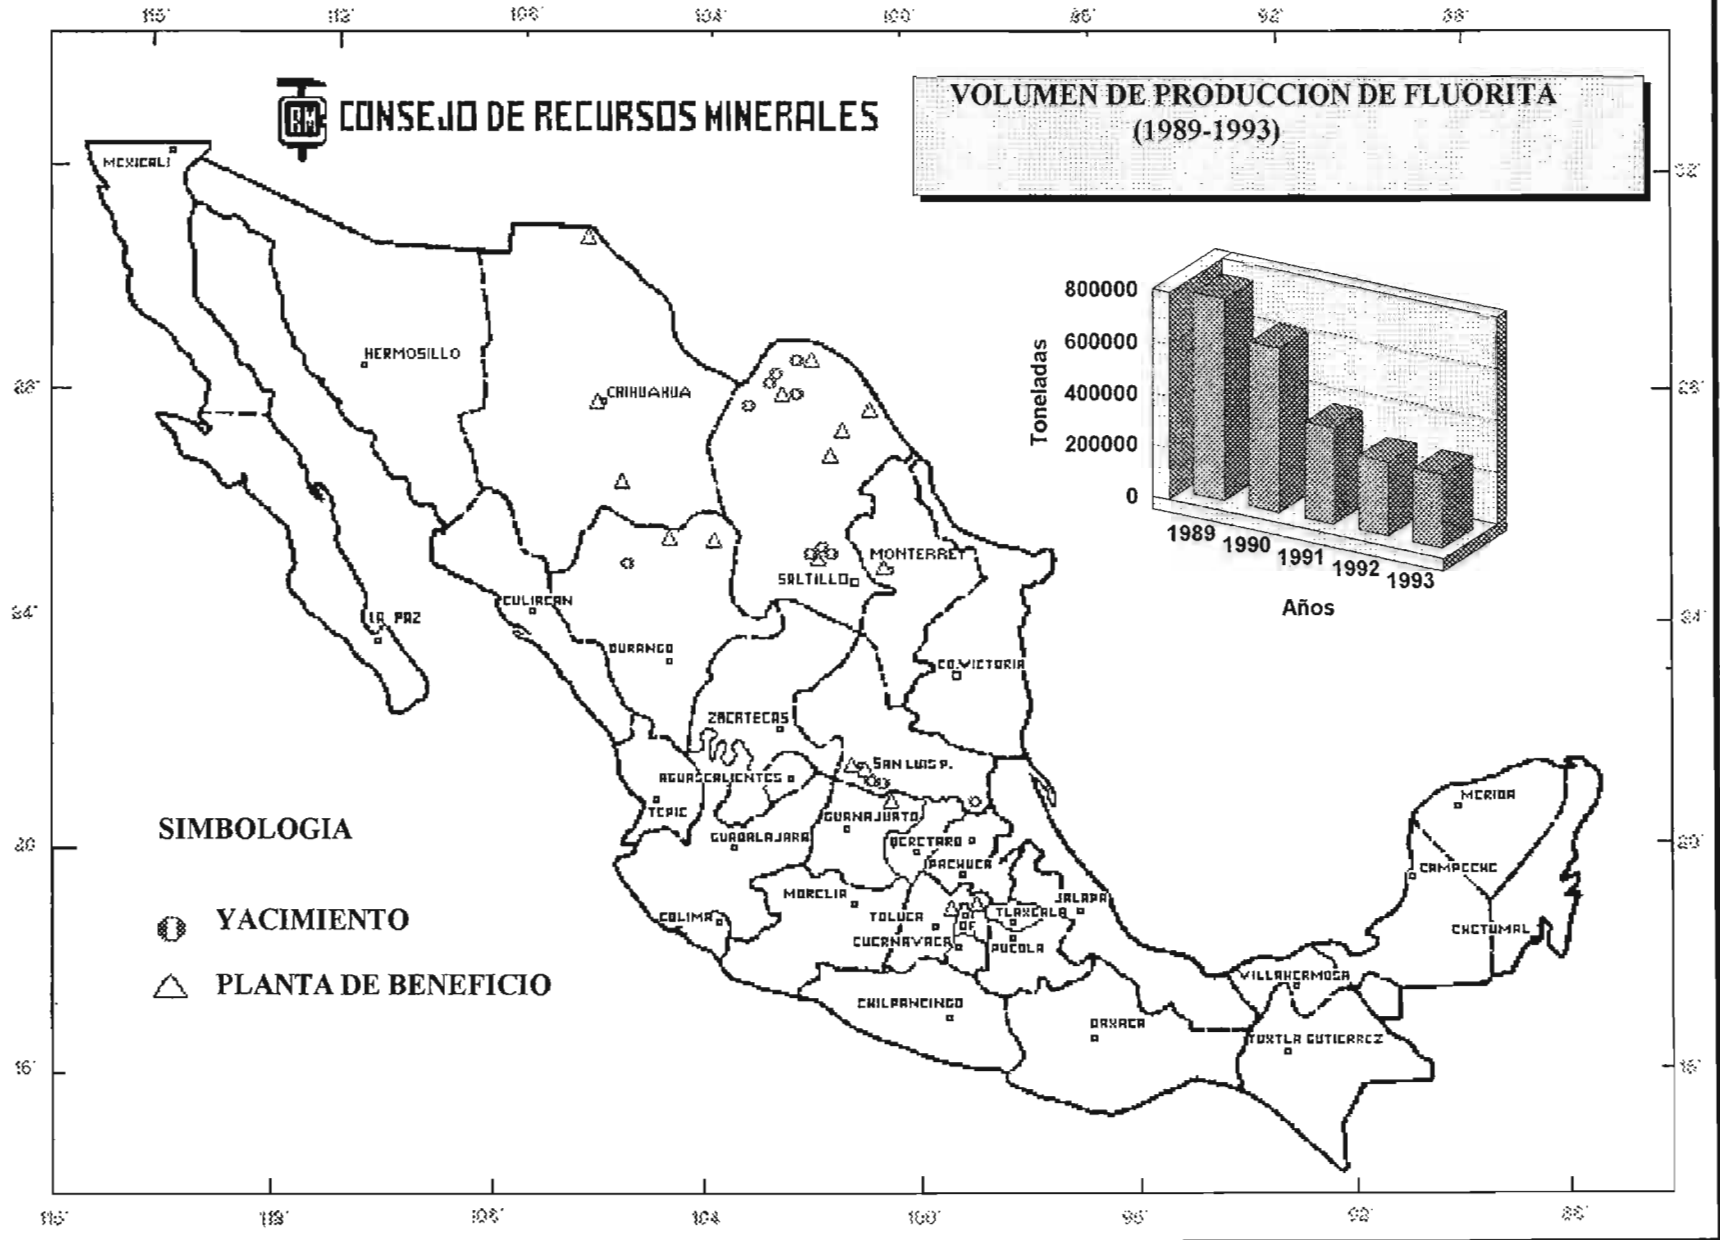 CONSEJO DE RECURSOS MINERALES
VOLUMEN DE PRODUCCION DE FLUORITA
(1989-1993)
Toneladas
800000
600000
400000
200000
0
1989
1990
1991
1992
1993
Años
MEXICALI
HERMOSILLO
CHIHUAHUA
LA PAZ
CULIACAN
DURANGO
SALTILLO
MONTERREY
CD.VICTORIA
ZACATECAS
AGUASCALIENTES
SAN LUIS P.
TEPIC
GUADALAJARA
GUANAJUATO
QUERETARO
PACHUCA
MORELIA
COLIMA
TOLUCA
DF
TLAXCALA
JALAPA
CUERNAVACA
PUEBLA
CHILPANCINGO
OAXACA
VILLAHERMOSA
TUXTLA GUTIERREZ
MERIDA
CAMPECHE
CHETUMAL
SIMBOLOGIA
YACIMIENTO
PLANTA DE BENEFICIO